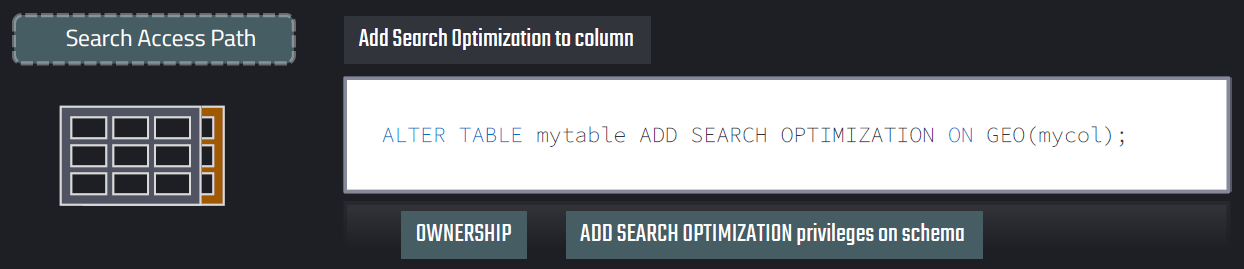 Search Access Path
Add Search Optimization to column
ALTER TABLE mytable ADD SEARCH OPTIMIZATION ON GEO(mycol);
OWNERSHIP
ADD SEARCH OPTIMIZATION privileges on schema